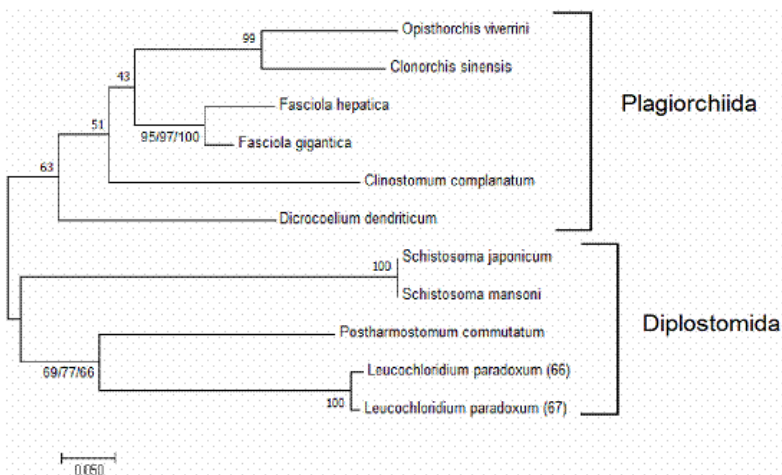 Opisthorchis viverrini
99
Clonorchis sinensis
43
Fasciola hepatica
Plagiorchiida
95/97/100
51
Fasciola gigantica
63
Clinostomum complanatum
Dicrocoelium dendriticum
Schistosoma japonicum
100
Schistosoma mansoni
Diplostomida
Postharmostomum commutatum
69/77/66
Leucochloridium paradoxum (66)
100
Leucochloridium paradoxum (67)
0.050